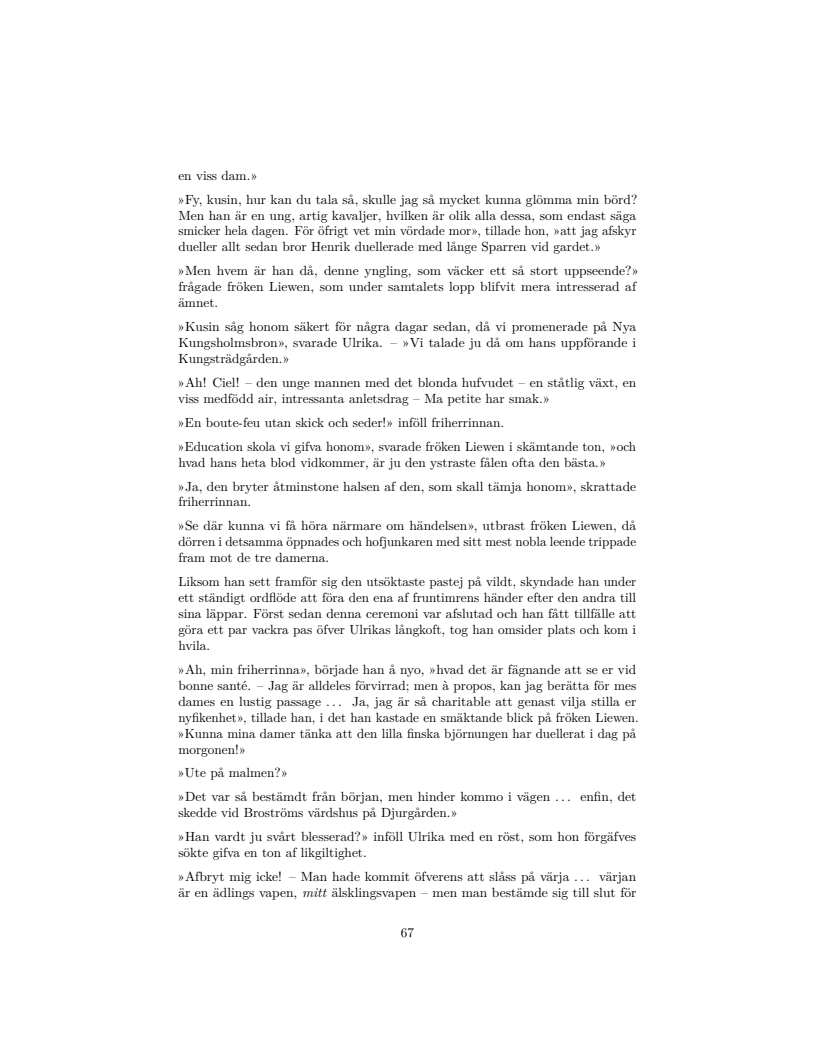 en viss dam.»
»Fy, kusin, hur kan du tala så, skulle jag så mycket kunna glömma min börd?
Men han är en ung, artig kavaljer, hvilken är olik alla dessa, som endast säga
smicker hela dagen. För öfrigt vet min vördade mor», tillade hon, »att jag afskyr
dueller allt sedan bror Henrik duellerade med långe Sparren vid gardet.»
»Men hvem är han då, denne yngling, som väcker ett så stort uppseende?»
frågade fröken Liewen, som under samtalets lopp blifvit mera intresserad af
ämnet.
»Kusin såg honom säkert för några dagar sedan, då vi promenerade på Nya
Kungsholmsbron», svarade Ulrika. – »Vi talade ju då om hans uppförande i
Kungsträdgården.»
»Ah! Ciel! – den unge mannen med det blonda hufvudet – en ståtlig växt, en
viss medfödd air, intressanta anletsdrag – Ma petite har smak.»
»En boute-feu utan skick och seder!» inföll friherrinnan.
»Education skola vi gifva honom», svarade fröken Liewen i skämtande ton, »och
hvad hans heta blod vidkommer, är ju den ystraste fålen ofta den bästa.»
»Ja, den bryter åtminstone halsen af den, som skall tämja honom», skrattade
friherrinnan.
»Se där kunna vi få höra närmare om händelsen», utbrast fröken Liewen, då
dörren i detsamma öppnades och hofjunkaren med sitt mest nobla leende trippade
fram mot de tre damerna.
Liksom han sett framför sig den utsöktaste pastej på vildt, skyndade han under
ett ständigt ordflöde att föra den ena af fruntimrens händer efter den andra till
sina läppar. Först sedan denna ceremoni var afslutad och han fått tillfälle att
göra ett par vackra pas öfver Ulrikas långkoft, tog han omsider plats och kom i
hvila.
»Ah, min friherrinna», började han å nyo, »hvad det är fägnande att se er vid
bonne santé. – Jag är alldeles förvirrad; men à propos, kan jag berätta för mes
dames en lustig passage ... Ja, jag är så charitable att genast vilja stilla er
nyfikenhet», tillade han, i det han kastade en smäktande blick på fröken Liewen.
»Kunna mina damer tänka att den lilla finska björnungen har duellerat i dag på
morgonen!»
»Ute på malmen?»
»Det var så bestämdt från början, men hinder kommo i vägen ... enfin, det
skedde vid Broströms värdshus på Djurgården.»
»Han vardt ju svårt blesserad?» inföll Ulrika med en röst, som hon förgäfves
sökte gifva en ton af likgiltighet.
»Afbryt mig icke! – Man hade kommit öfverens att slåss på värja ... värjan
är en ädlings vapen, mitt älsklingsvapen – men man bestämde sig till slut för
67